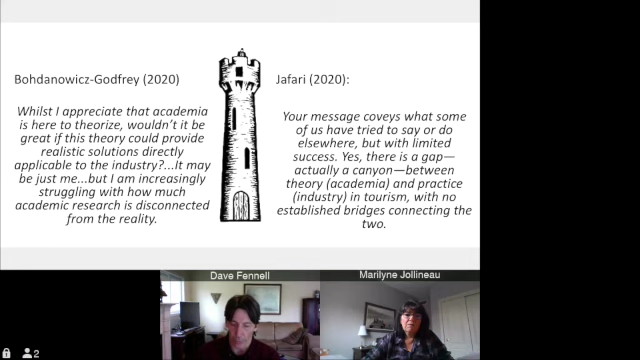 Bohdanowicz-Godfrey (2020)
Whilst I appreciate that academia
is here to theorize, wouldn't it be
great if this theory could provide
realistic solutions directly
applicable to the industry?...It may
be just me...but I am increasingly
struggling with how much
academic research is disconnected
from the reality.
Jafari (2020):
Your message coveys what some
of us have tried to say or do
elsewhere, but with limited
success. Yes, there is a gap—
actually a canyon—between
theory (academia) and practice
(industry) in tourism, with no
established bridges connecting the
two.
Dave Fennell
Marilyne Jollineau
2